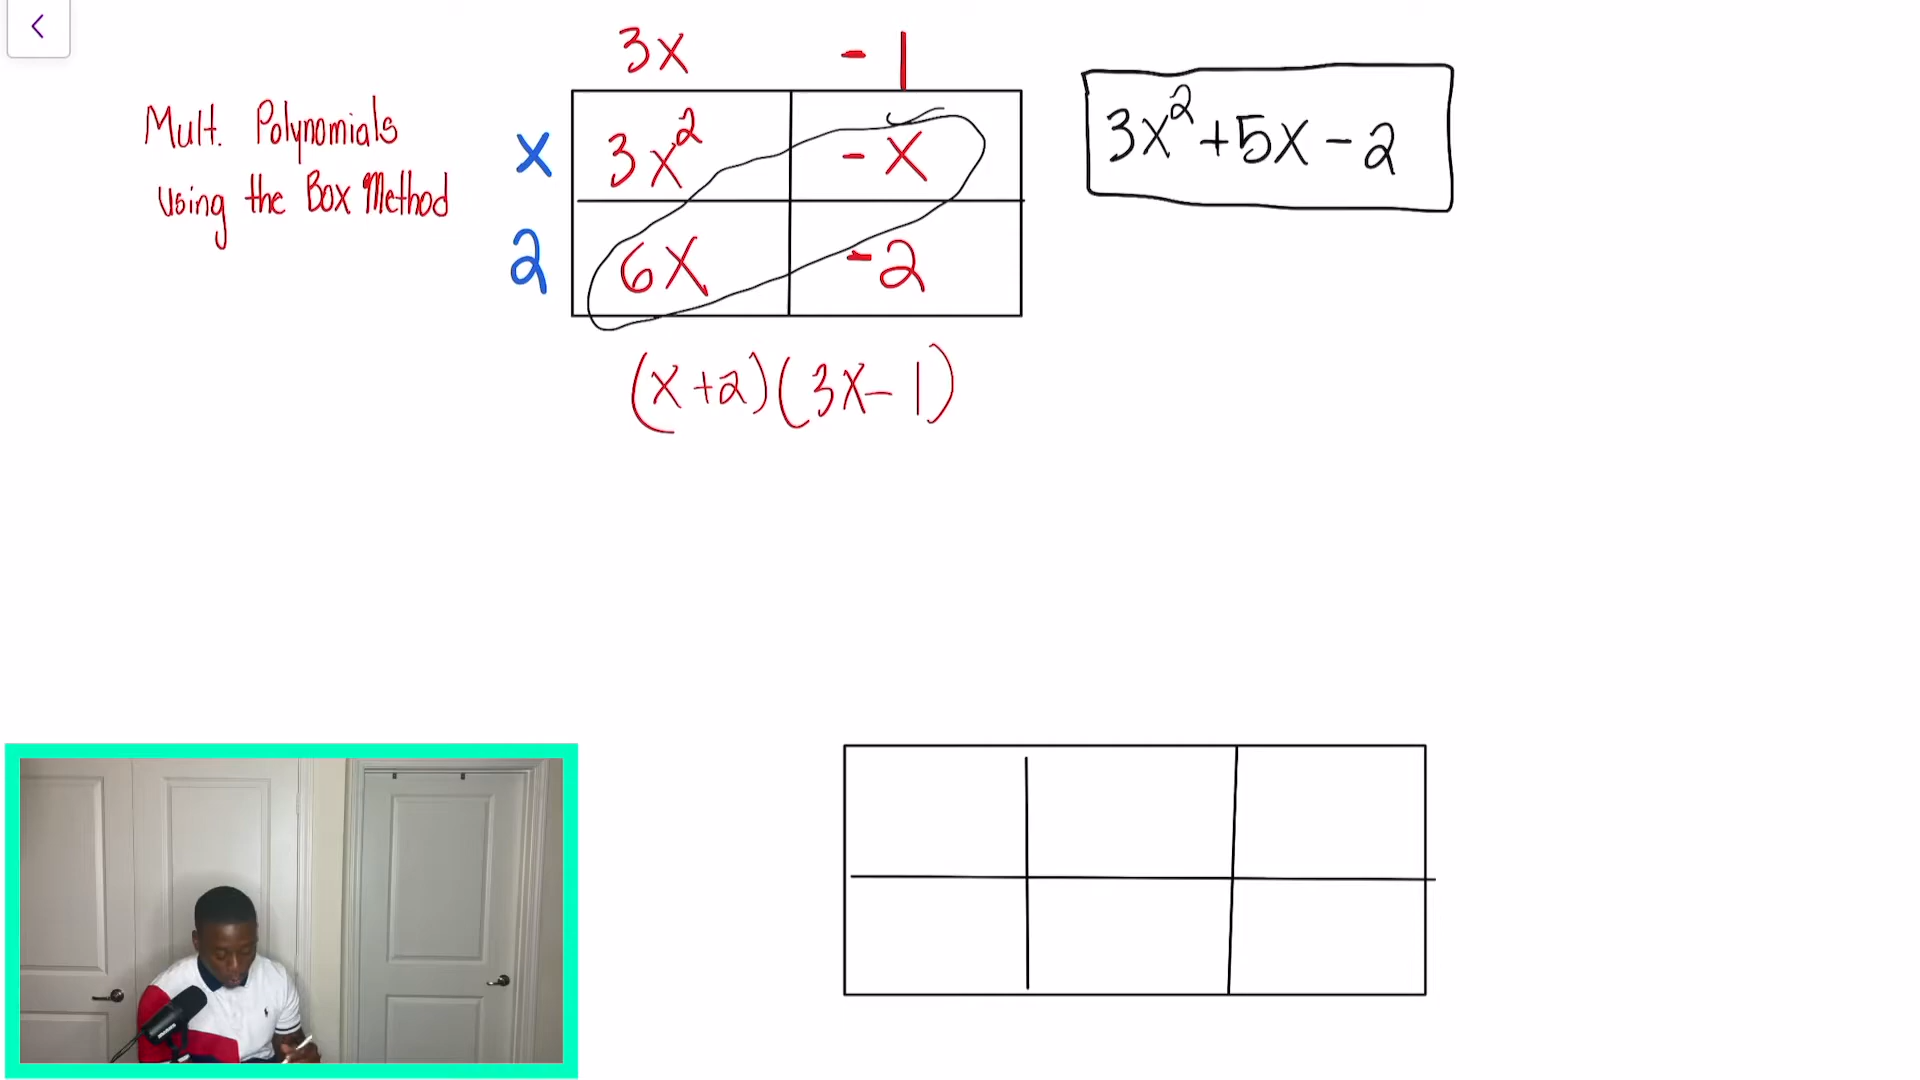 3x - 1
Mult. Polynomials
Using the Box Method
x 3x² - x
2 6x -2
(x+2)(3x-1)
3x²+5x-2